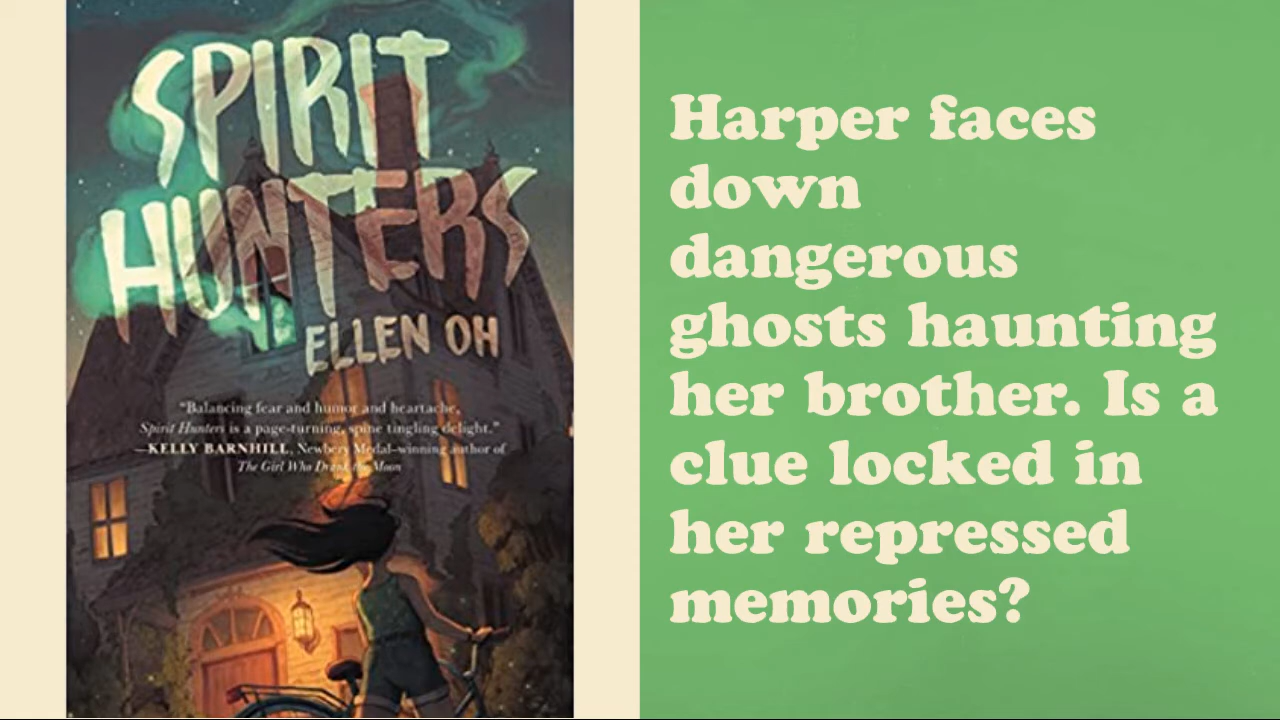 SPIRIT
HUNTERS
ELLEN OH
“Balancing fear and humor and heartache,
Spirit Hunters is a page-turning, spine tingling delight.”
—KELLY BARNHILL, Newbery Medal–winning author of
The Girl Who Drank the Moon
Harper faces
down
dangerous
ghosts haunting
her brother. Is a
clue locked in
her repressed
memories?